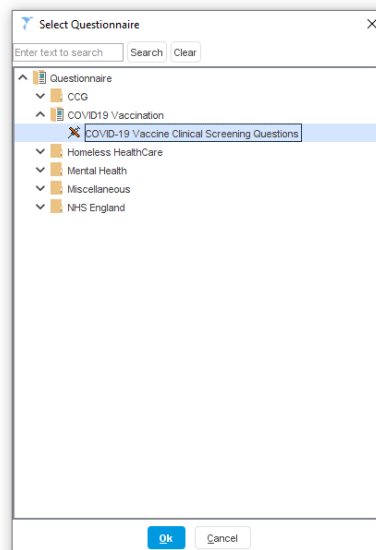 Select Questionnaire
Enter text to search Search Clear
Questionnaire
CCG
COVID19 Vaccination
COVID-19 Vaccine Clinical Screening Questions
Homeless HealthCare
Mental Health
Miscellaneous
NHS England
Ok Cancel